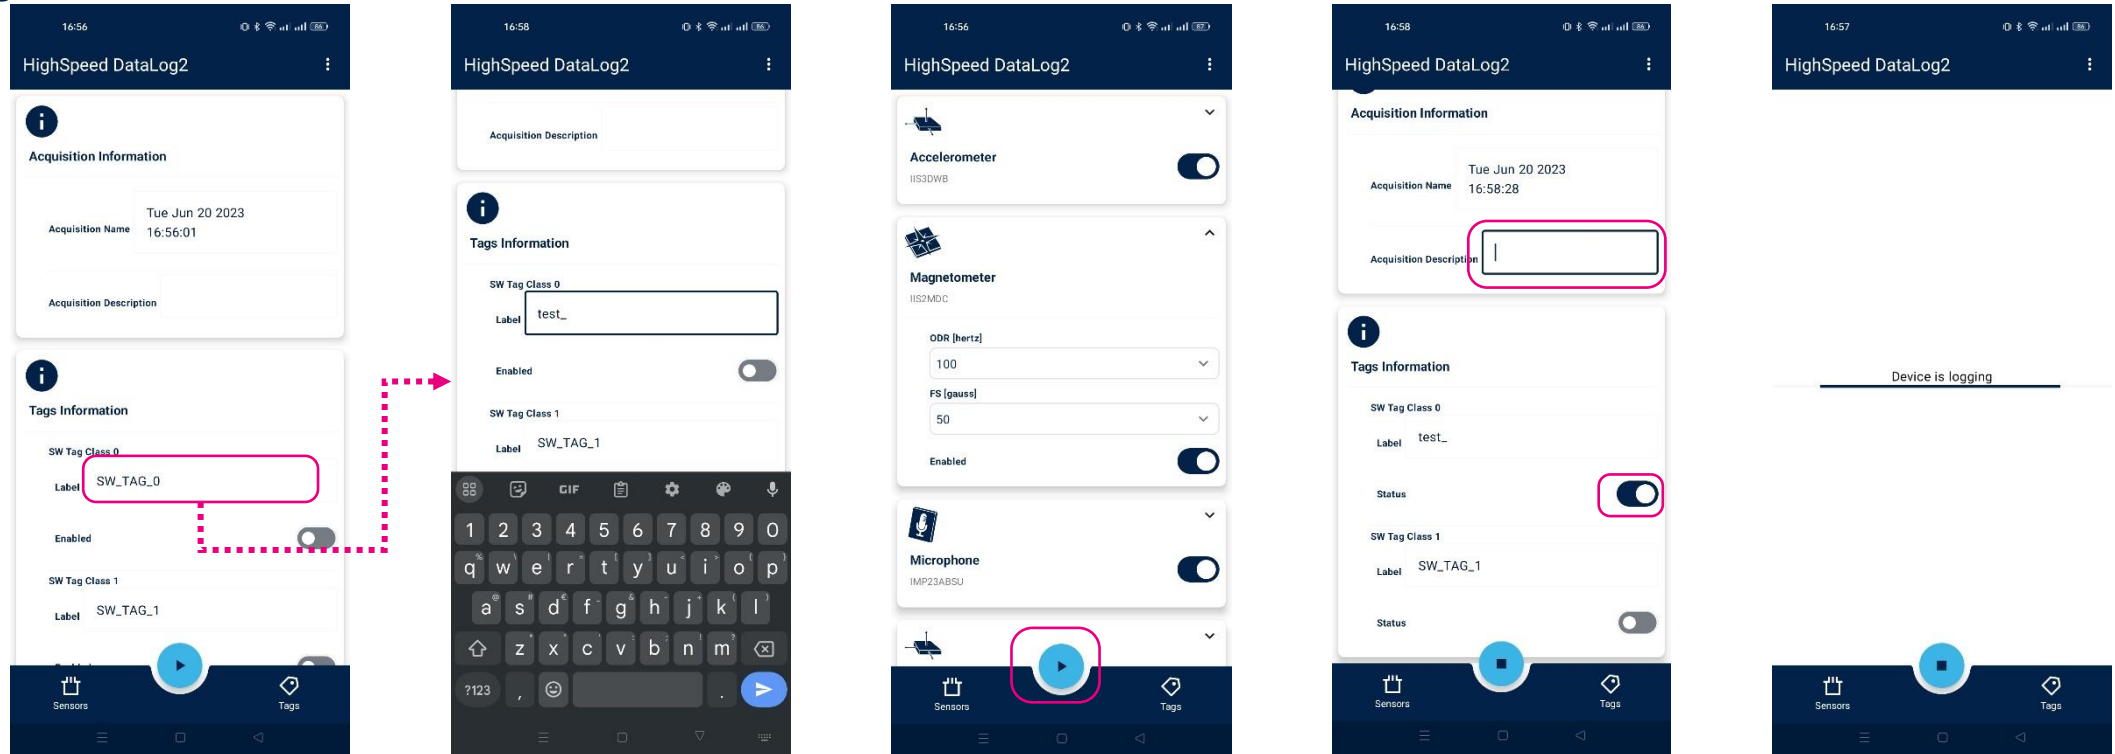 16:56
86
HighSpeed DataLog2
Acquisition Information
Acquisition Name
Tue Jun 20 2023
16:56:01
Acquisition Description
Tags Information
SW Tag Class 0
Label
SW_TAG_0
Enabled
SW Tag Class 1
Label
SW_TAG_1
Sensors
Tags
16:58
86
HighSpeed DataLog2
Acquisition Description
Tags Information
SW Tag Class 0
Label
test_
Enabled
SW Tag Class 1
Label
SW_TAG_1
GIF
1 2 3 4 5 6 7 8 9 0
q w e r t y u i o p
a s d f g h j k l
z x c v b n m
?123 , .
16:56
87
HighSpeed DataLog2
Accelerometer
IIS3DWB
Magnetometer
IIS2MDC
ODR [hertz]
100
FS [gauss]
50
Enabled
Microphone
IMP23ABSU
Sensors
Tags
16:58
86
HighSpeed DataLog2
Acquisition Information
Acquisition Name
Tue Jun 20 2023
16:58:28
Acquisition Description
Tags Information
SW Tag Class 0
Label
test_
Status
SW Tag Class 1
Label
SW_TAG_1
Status
Sensors
Tags
16:57
86
HighSpeed DataLog2
Device is logging
Sensors
Tags